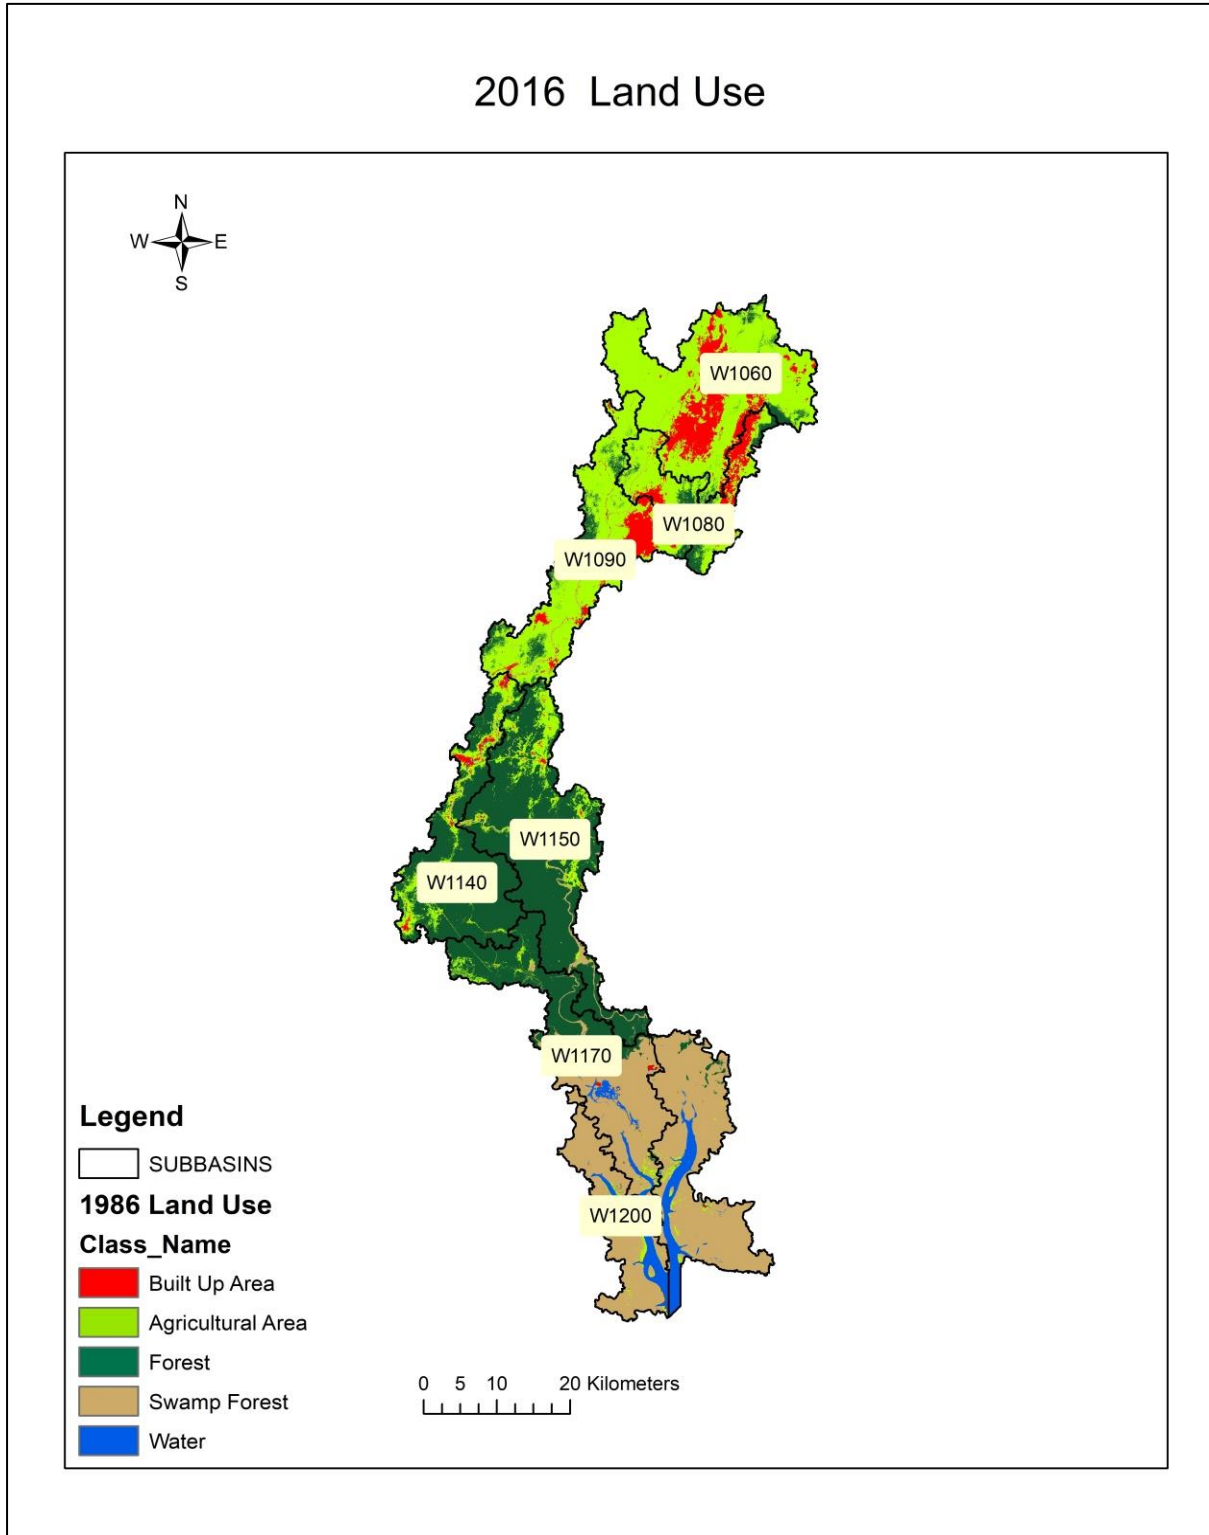 2016 Land Use
N
W E
S
W1060
W1080
W1090
W1150
W1140
W1170
W1200
Legend
SUBBASINS
1986 Land Use
Class_Name
Built Up Area
Agricultural Area
Forest
Swamp Forest
Water
0 5 10 20 Kilometers